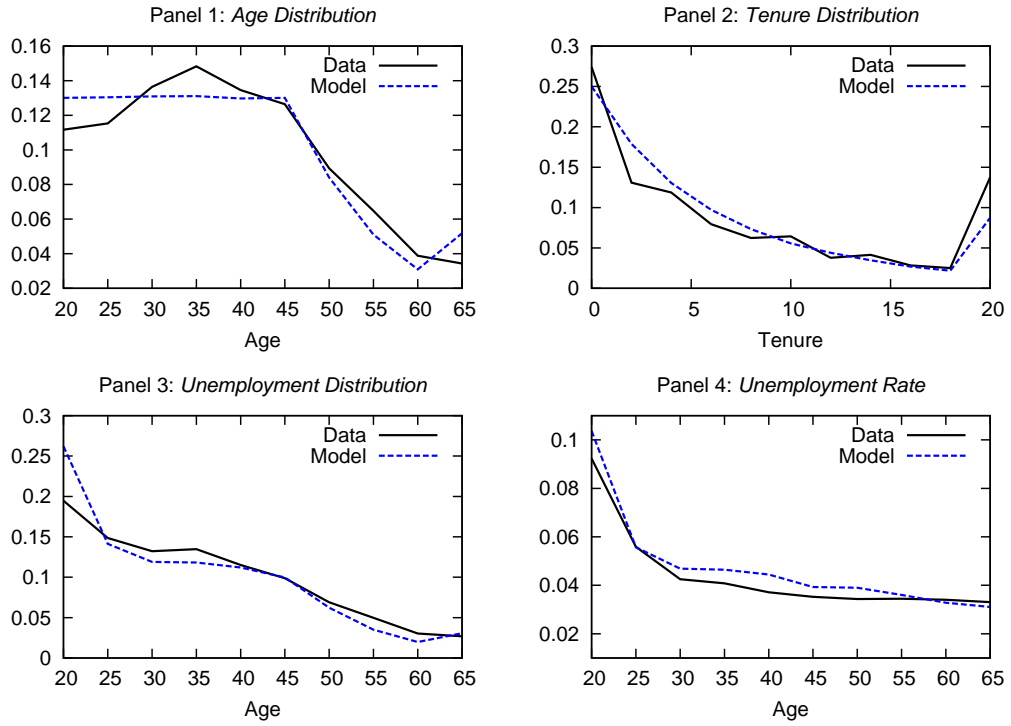 Panel 1: Age Distribution
0.16
0.14
0.12
0.1
0.08
0.06
0.04
0.02
Data
Model
20 25 30 35 40 45 50 55 60 65
Age
Panel 2: Tenure Distribution
0.3
0.25
0.2
0.15
0.1
0.05
0
Data
Model
0 5 10 15 20
Tenure
Panel 3: Unemployment Distribution
0.3
0.25
0.2
0.15
0.1
0.05
0
Data
Model
20 25 30 35 40 45 50 55 60 65
Age
Panel 4: Unemployment Rate
0.1
0.08
0.06
0.04
0.02
Data
Model
20 25 30 35 40 45 50 55 60 65
Age